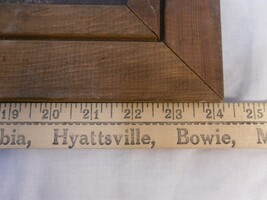 19 20 21 22 23 24 25
bia, Hyattsville, Bowie, M